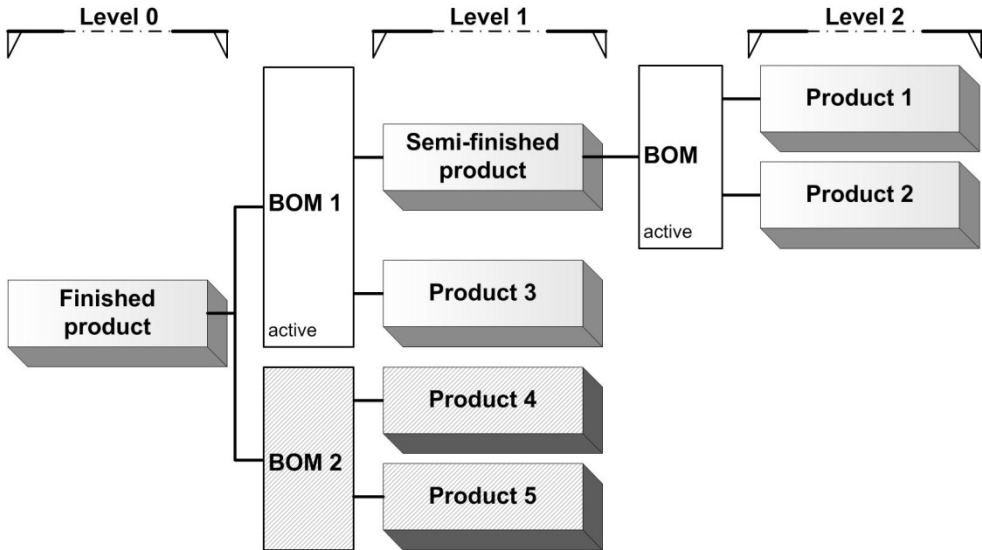 Level 0
Level 1
Level 2
Product 1
Semi-finished
product
BOM
Product 2
active
BOM 1
Product 3
active
Finished
product
Product 4
BOM 2
Product 5